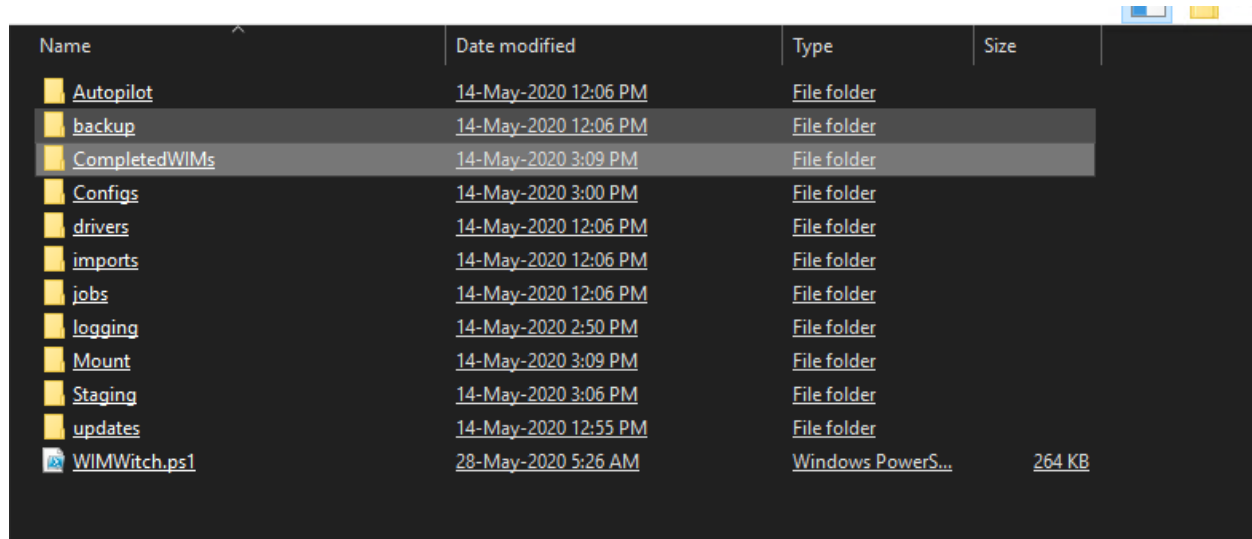 Name Date modified Type Size
Autopilot 14-May-2020 12:06 PM File folder
backup 14-May-2020 12:06 PM File folder
CompletedWIMs 14-May-2020 3:09 PM File folder
Configs 14-May-2020 3:00 PM File folder
drivers 14-May-2020 12:06 PM File folder
imports 14-May-2020 12:06 PM File folder
jobs 14-May-2020 12:06 PM File folder
logging 14-May-2020 2:50 PM File folder
Mount 14-May-2020 3:09 PM File folder
Staging 14-May-2020 3:06 PM File folder
updates 14-May-2020 12:55 PM File folder
WIMWitch.ps1 28-May-2020 5:26 AM Windows PowerS... 264 KB